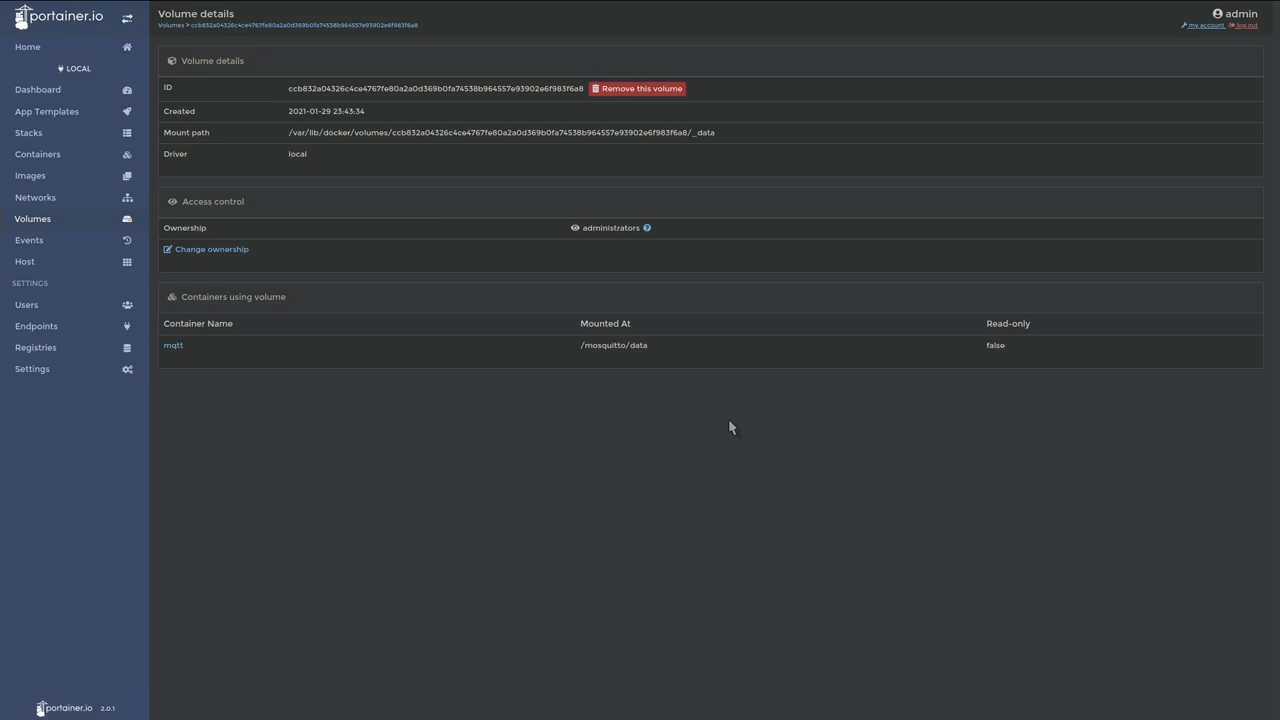 portainer.io
Volume details
admin
Volumes > ccb832a04326c4ce4767fe80a2a0d369b0fa74538b964557e93902e6f983f6a8
my account log out
Home
LOCAL
Dashboard
App Templates
Stacks
Containers
Images
Networks
Volumes
Events
Host
SETTINGS
Users
Endpoints
Registries
Settings
portainer.io 2.0.1
Volume details
ID ccb832a04326c4ce4767fe80a2a0d369b0fa74538b964557e93902e6f983f6a8 Remove this volume
Created 2021-01-29 23:43:34
Mount path /var/lib/docker/volumes/ccb832a04326c4ce4767fe80a2a0d369b0fa74538b964557e93902e6f983f6a8/_data
Driver local
Access control
Ownership administrators
Change ownership
Containers using volume
Container Name Mounted At Read-only
mqtt /mosquitto/data false